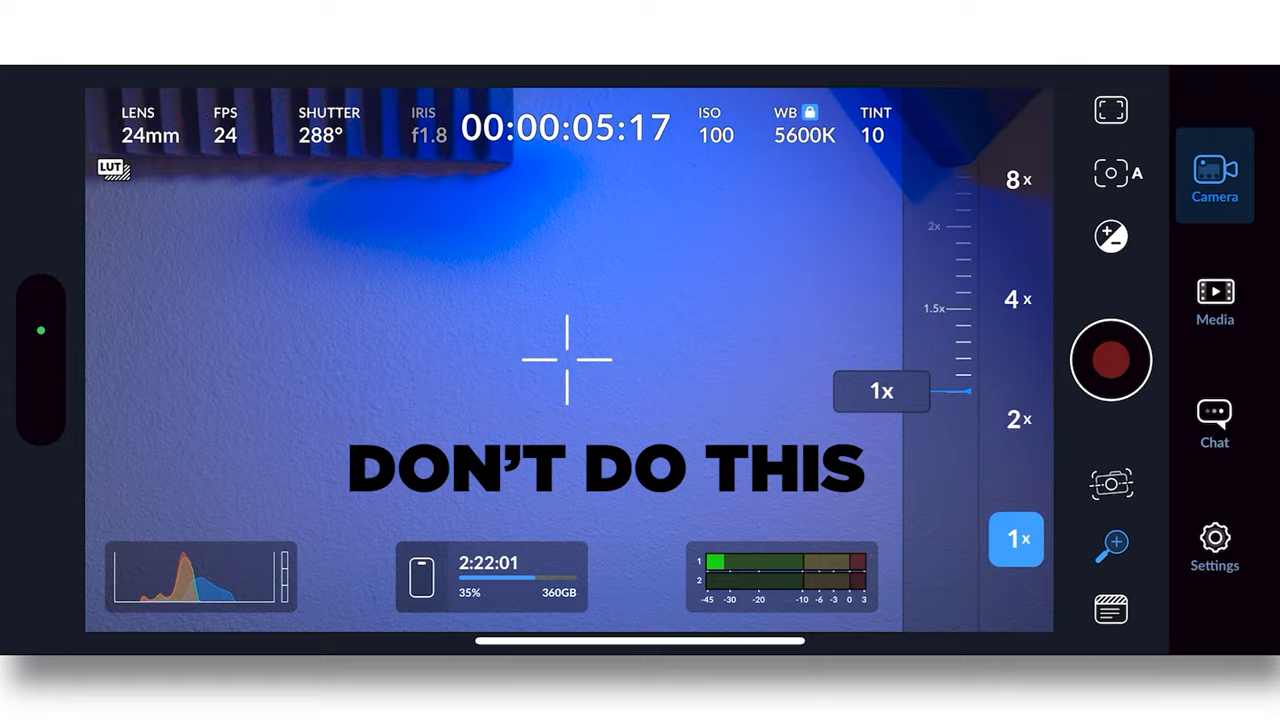 LENS FPS SHUTTER IRIS 00:00:05:17 ISO WB TINT
24mm 24 288° f1.8 100 5600K 10
LUT
A
8x
2x
4x
1.5x
1x
2x
DON'T DO THIS
1x
2:22:01
35% 360GB
1
2
-45 -30 -20 -10 -6 -3 0 3
Camera
Media
Chat
Settings